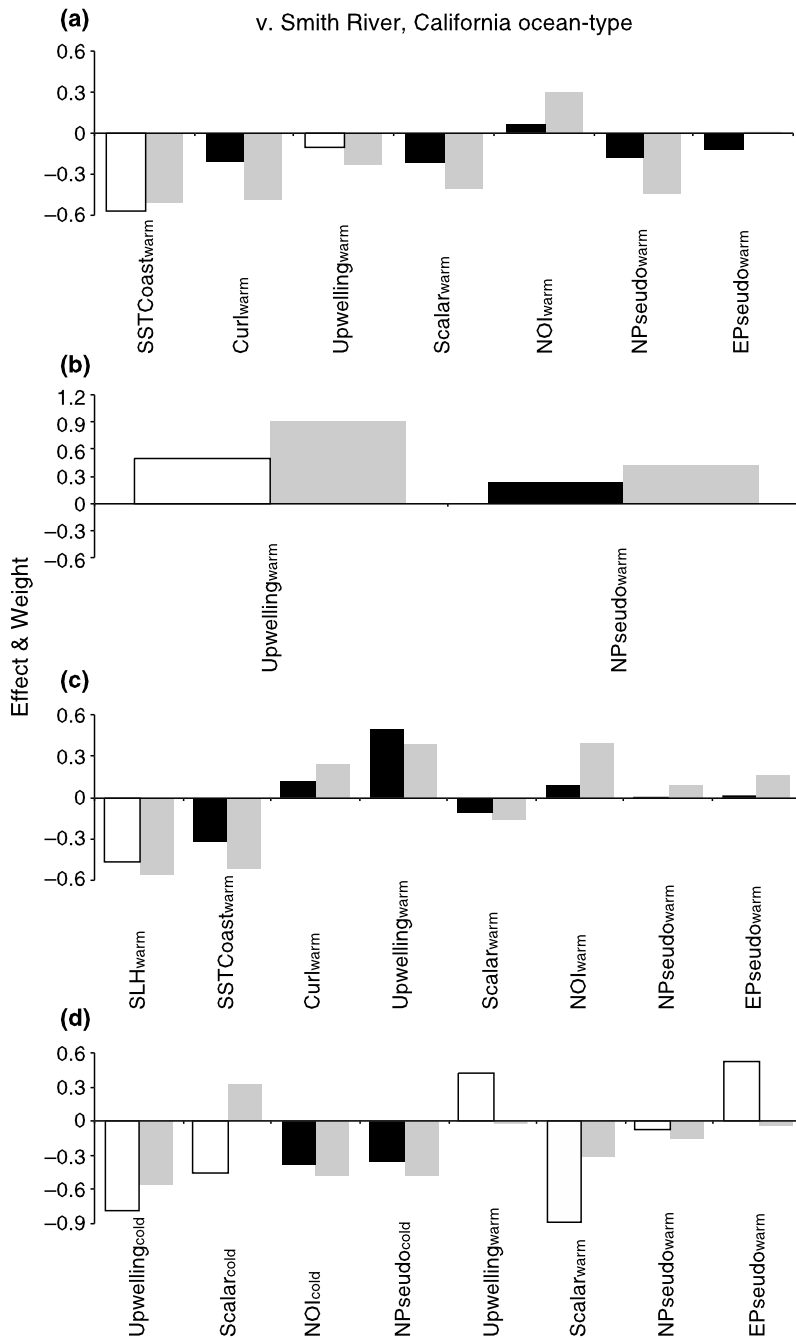 (a)
v. Smith River, California ocean-type
0.6
0.3
0
–0.3
–0.6
SSTCoastwarm
Curlwarm
Upwellingwarm
Scalarwarm
NOIwarm
NPseudowarm
EPseudowarm
(b)
1.2
0.9
0.6
0.3
0
–0.3
–0.6
Upwellingwarm
NPseudowarm
Effect & Weight
(c)
0.6
0.3
0
–0.3
–0.6
SLHwarm
SSTCoastwarm
Curlwarm
Upwellingwarm
Scalarwarm
NOIwarm
NPseudowarm
EPseudowarm
(d)
0.6
0.3
0
–0.3
–0.6
–0.9
Upwellingcold
Scalarcold
NOIcold
NPseudocold
Upwellingwarm
Scalarwarm
NPseudowarm
EPseudowarm